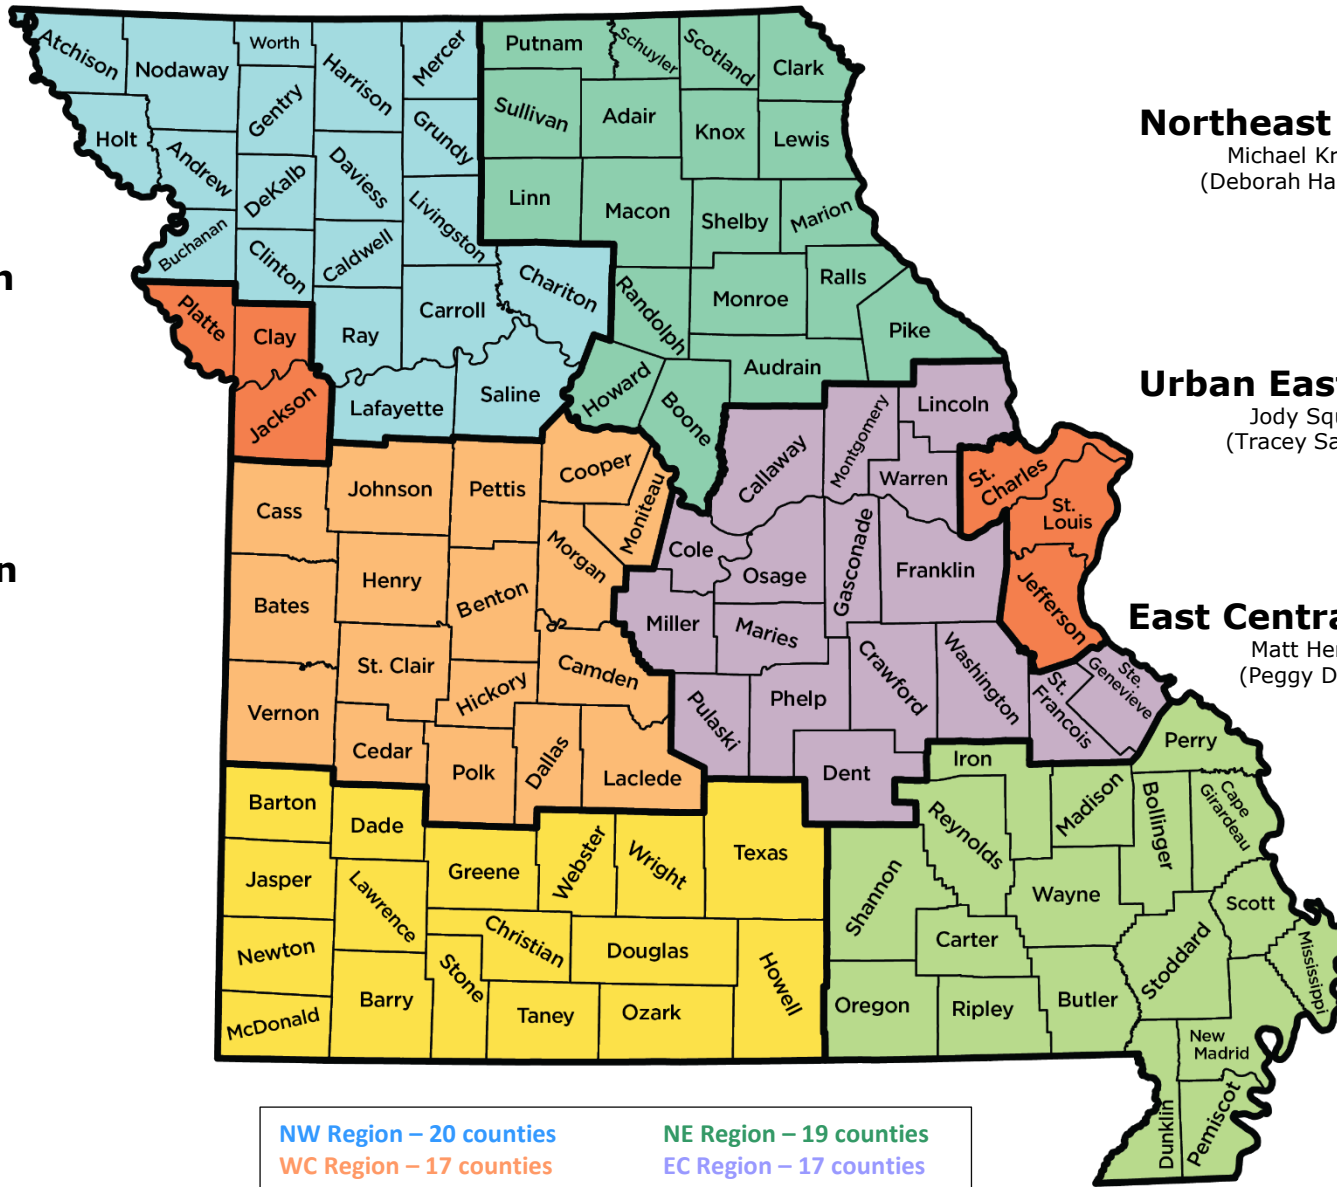 Atchison
Nodaway
Worth
Harrison
Mercer
Putnam
Schuyler
Scotland
Clark
Holt
Andrew
Gentry
DeKalb
Daviess
Grundy
Livingston
Sullivan
Adair
Knox
Lewis
Linn
Macon
Shelby
Marion
Buchanan
Clinton
Caldwell
Carroll
Chariton
Randolph
Monroe
Ralls
Pike
Platte
Clay
Ray
Jackson
Lafayette
Saline
Howard
Boone
Audrain
Callaway
Montgomery
Lincoln
Warren
St.
Charles
St.
Louis
Jefferson
Cass
Johnson
Pettis
Cooper
Moniteau
Morgan
Cole
Osage
Gasconade
Franklin
Bates
Henry
Benton
Miller
Maries
Vernon
St. Clair
Hickory
Camden
Pulaski
Phelp
Crawford
Washington
St.
Francois
Ste.
Genevieve
Cedar
Polk
Dallas
Laclede
Dent
Iron
Madison
Perry
Bollinger
Cape
Girardeau
Barton
Dade
Greene
Webster
Wright
Texas
Shannon
Reynolds
Wayne
Scott
Mississippi
Jasper
Lawrence
Christian
Douglas
Howell
Carter
Stoddard
Newton
Barry
Stone
Taney
Ozark
Oregon
Ripley
Butler
McDonald
New
Madrid
Dunklin
Pemiscot
n
n
Northeast
Michael Kr
(Deborah Ha
Urban East
Jody Squ
(Tracey Sa
East Centra
Matt Her
(Peggy D
NW Region – 20 counties
NE Region – 19 counties
WC Region – 17 counties
EC Region – 17 counties